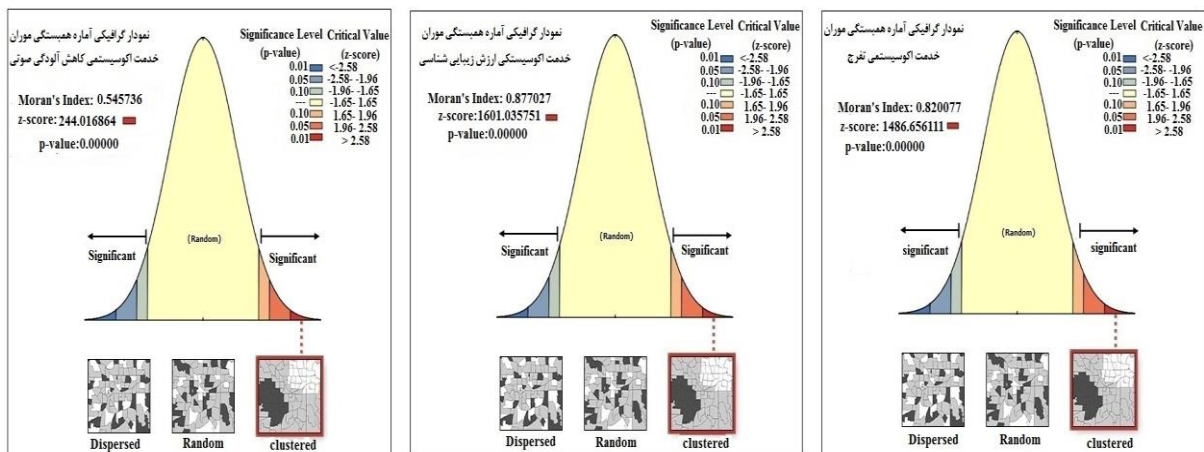 نمودار گرافیکی آماره همبستگی موران
خدمت اکوسیستمی کاهش آلودگی صوتی
Moran's Index: 0.545736
z-score: 244.016864
p-value:0.00000
Significance Level Critical Value
(p-value) (z-score)
0.01 <-2.58
0.05 -2.58- -1.96
0.10 -1.96- -1.65
--- -1.65- 1.65
0.10 1.65- 1.96
0.05 1.96- 2.58
0.01 > 2.58
(Random)
Significant Significant
Dispersed Random clustered
نمودار گرافیکی آماره همبستگی موران
خدمت اکوسیستکی ارزش زیبایی شناسی
Moran's Index: 0.877027
z-score:1601.035751
p-value:0.00000
Significance Level Critical Value
(p-value) (z-score)
0.01 <-2.58
0.05 -2.58- -1.96
0.10 -1.96- -1.65
--- -1.65- 1.65
0.10 1.65- 1.96
0.05 1.96- 2.58
0.01 > 2.58
(Random)
Significant Significant
Dispersed Random clustered
نمودار گرافیکی آماره همبستگی موران
خدمت اکوسیستمی تفرج
Moran's Index: 0.820077
z-score: 1486.656111
p-value:0.00000
Significance Level Critical Value
(p-value) (z-score)
0.01 <-2.58
0.05 -2.58- -1.96
0.10 -1.96- -1.65
--- -1.65- 1.65
0.10 1.65- 1.96
0.05 1.96- 2.58
0.01 > 2.58
(Random)
significant significant
Dispersed Random clustered